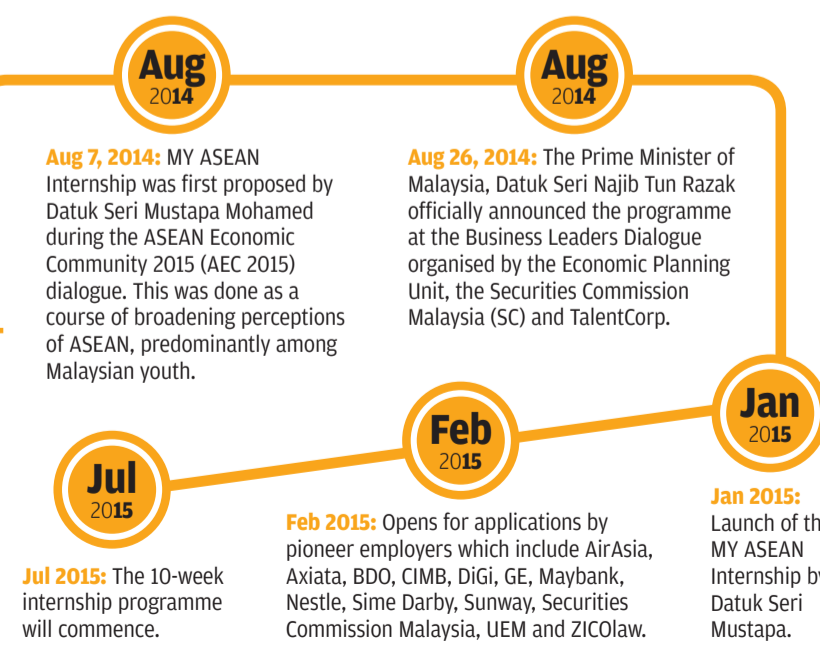 Aug
2014
Aug 7, 2014: MY ASEAN
Internship was first proposed by
Datuk Seri Mustapa Mohamed
during the ASEAN Economic
Community 2015 (AEC 2015)
dialogue. This was done as a
course of broadening perceptions
of ASEAN, predominantly among
Malaysian youth.
Aug
2014
Aug 26, 2014: The Prime Minister of
Malaysia, Datuk Seri Najib Tun Razak
officially announced the programme
at the Business Leaders Dialogue
organised by the Economic Planning
Unit, the Securities Commission
Malaysia (SC) and TalentCorp.
Jan
2015
Jan 2015:
Launch of th
MY ASEAN
Internship by
Datuk Seri
Mustapa.
Feb
2015
Feb 2015: Opens for applications by
pioneer employers which include AirAsia,
Axiata, BDO, CIMB, DiGi, GE, Maybank,
Nestle, Sime Darby, Sunway, Securities
Commission Malaysia, UEM and ZICOlaw.
Jul
2015
Jul 2015: The 10-week
internship programme
will commence.